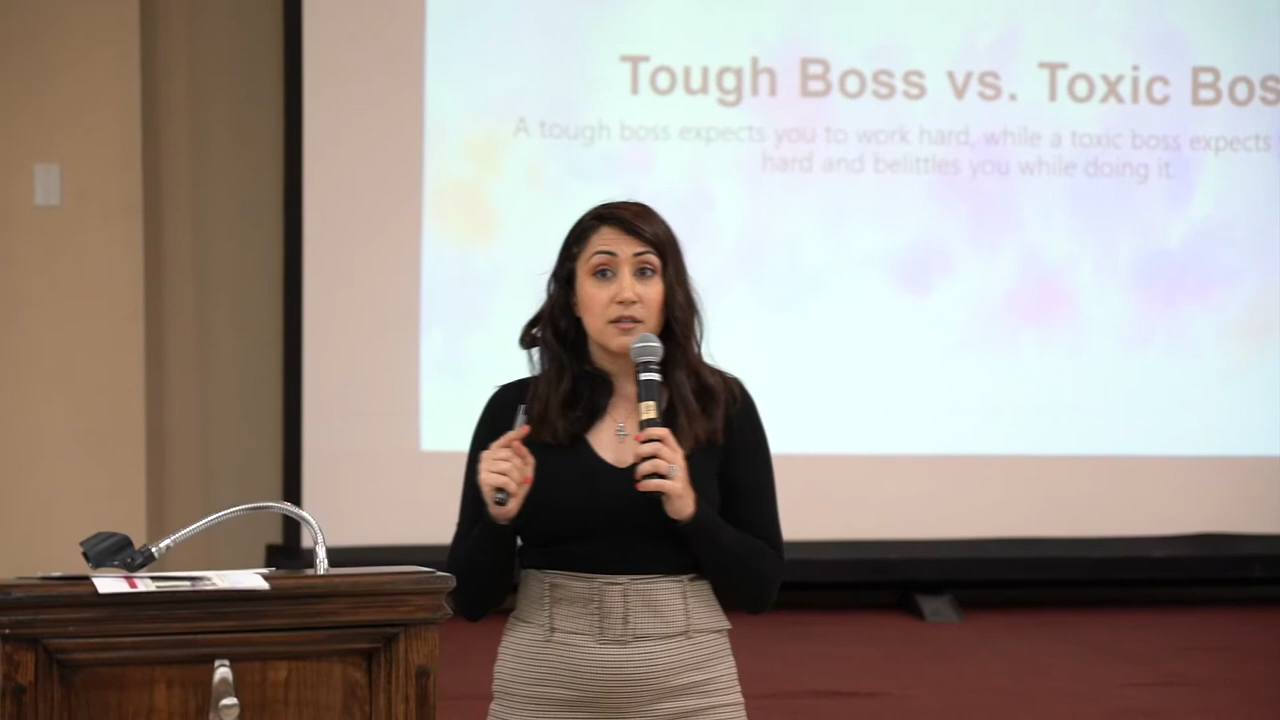 Tough Boss vs. Toxic Bos
A tough boss expects you to work hard, while a toxic boss expects
hard and belittles you while doing it.